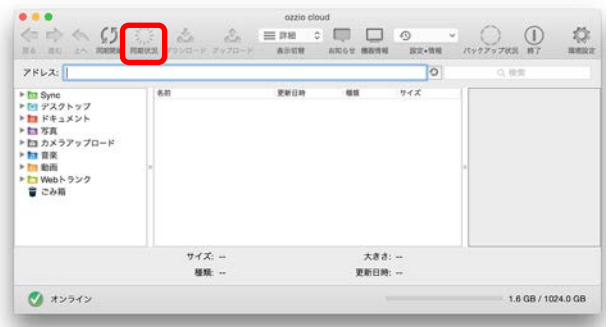 ozzio cloud
詳細
戻る 進む 上へ 同期開始 同期状況 ダウンロード アップロード 表示切替 お知らせ 機器情報 設定・情報 バックアップ状況 終了 環境設定
アドレス: 検索
名前 更新日時 種類 サイズ
Sync
デスクトップ
ドキュメント
写真
カメラアップロード
音楽
動画
Webトランク
ごみ箱
サイズ: -- 大きさ: --
種類: -- 更新日時: --
オンライン 1.6 GB / 1024.0 GB